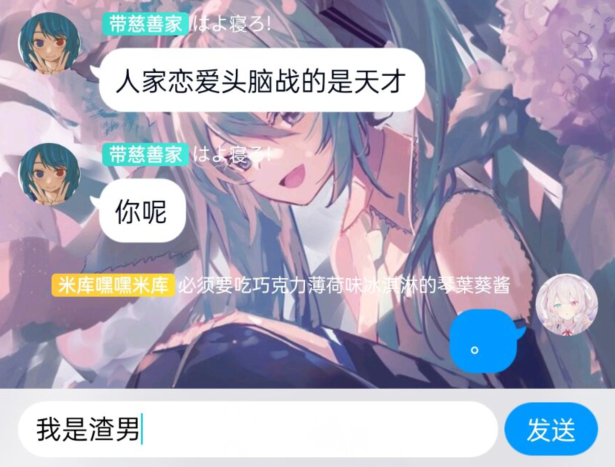 带慈善家 はよ寝ろ!
人家恋爱头脑战的是天才
带慈善家 はよ寝ろ!
你呢
米库嘿嘿米库 必须要吃巧克力薄荷味冰淇淋的琴葉葵酱
。
我是渣男
发送